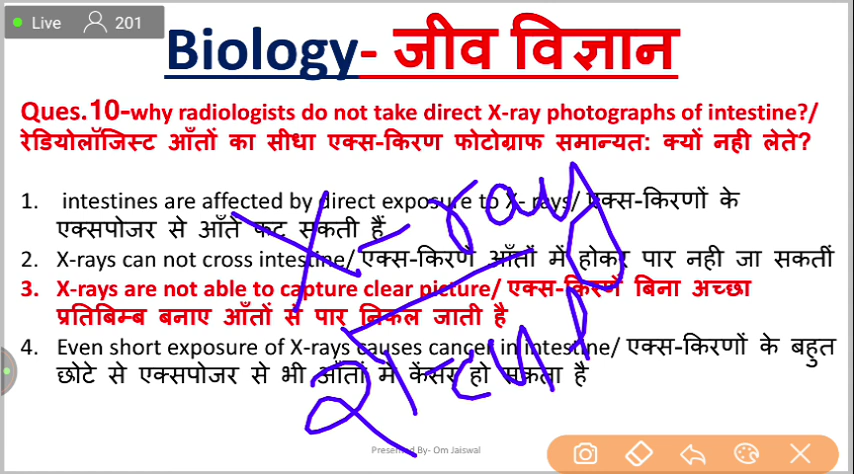 Live 201
Biology- जीव विज्ञान
Ques.10-why radiologists do not take direct X-ray photographs of intestine?/
रेडियोलॉजिस्ट आँतों का सीधा एक्स-किरण फोटोग्राफ समान्यत: क्यों नही लेते?
1. intestines are affected by direct exposure to X- rays/ एक्स-किरणों के
एक्सपोजर से आँते कट सकती हैं
2. X-rays can not cross intestine/ एक्स-किरणें आँतों में होकर पार नही जा सकतीं
3. X-rays are not able to capture clear picture/ एक्स-किरणें बिना अच्छा
प्रतिबिम्ब बनाए आँतों से पार निकल जाती है
4. Even short exposure of X-rays causes cancer in intestine/ एक्स-किरणों के बहुत
छोटे से एक्सपोजर से भी आंतों में कैंसर हो सकता है
X-ray
Presented By- Om Jaiswal